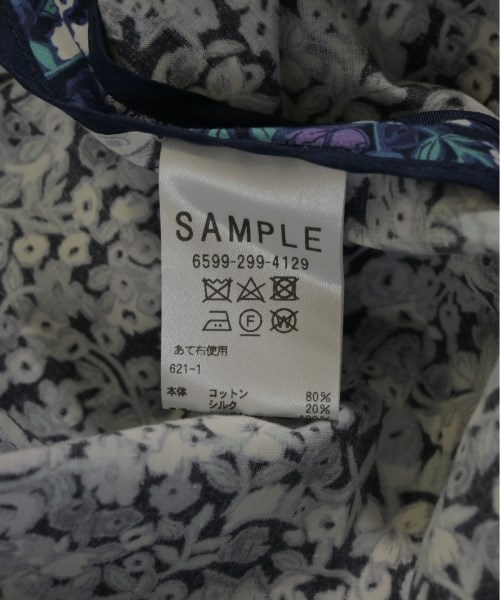 SAMPLE
6599-299-4129
F W
あて右使用
621-1
本体 コットン 80%
シルク 20%